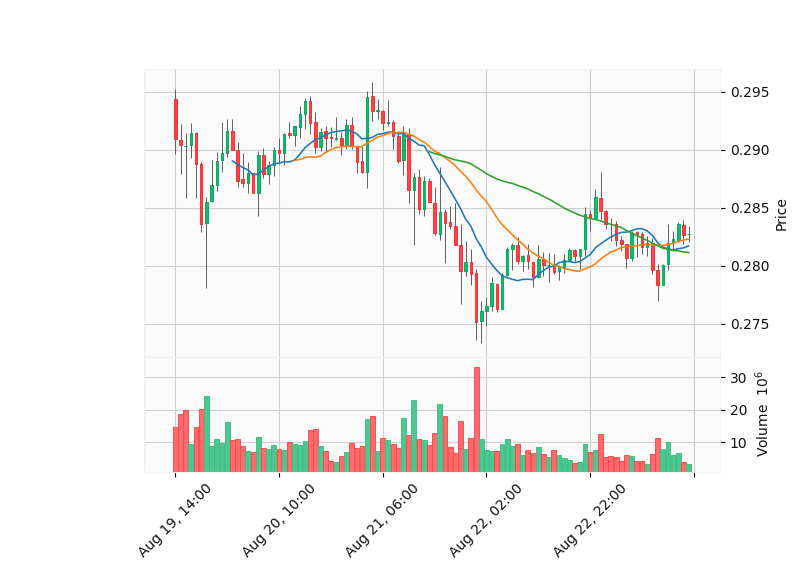 0.295
0.290
0.285
0.280
0.275
Price
30
20
10
Volume 10^6
Aug 19, 14:00
Aug 20, 10:00
Aug 21, 06:00
Aug 22, 02:00
Aug 22, 22:00